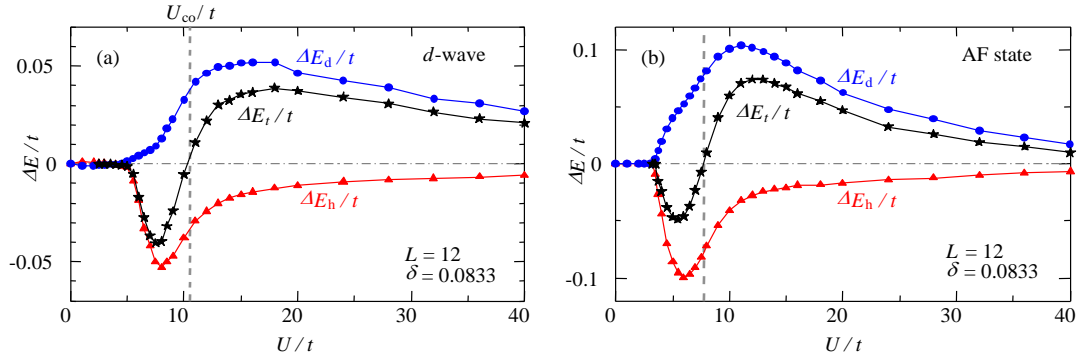 U_co/t
(a)
ΔE_d/t
d-wave
ΔE_t/t
ΔE_h/t
L = 12
δ = 0.0833
ΔE/t
0.05
0
-0.05
0
10
20
30
40
U/t
(b)
ΔE_d/t
AF state
ΔE_t/t
ΔE_h/t
L = 12
δ = 0.0833
ΔE/t
0.1
0
-0.1
0
10
20
30
40
U/t